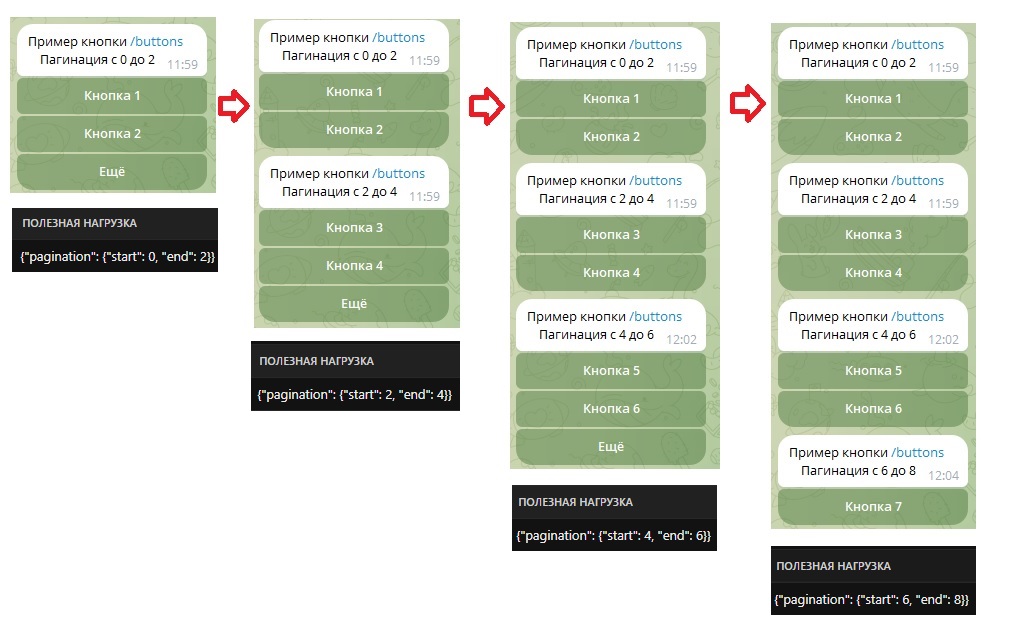 Пример кнопки /buttons
Пагинация с 0 до 2
11:59
Кнопка 1
Кнопка 2
Ещё
ПОЛЕЗНАЯ НАГРУЗКА
{"pagination": {"start": 0, "end": 2}}
Пример кнопки /buttons
Пагинация с 0 до 2
11:59
Кнопка 1
Кнопка 2
Пример кнопки /buttons
Пагинация с 2 до 4
11:59
Кнопка 3
Кнопка 4
Ещё
ПОЛЕЗНАЯ НАГРУЗКА
{"pagination": {"start": 2, "end": 4}}
Пример кнопки /buttons
Пагинация с 0 до 2
11:59
Кнопка 1
Кнопка 2
Пример кнопки /buttons
Пагинация с 2 до 4
11:59
Кнопка 3
Кнопка 4
Пример кнопки /buttons
Пагинация с 4 до 6
12:02
Кнопка 5
Кнопка 6
Ещё
ПОЛЕЗНАЯ НАГРУЗКА
{"pagination": {"start": 4, "end": 6}}
Пример кнопки /buttons
Пагинация с 0 до 2
11:59
Кнопка 1
Кнопка 2
Пример кнопки /buttons
Пагинация с 2 до 4
11:59
Кнопка 3
Кнопка 4
Пример кнопки /buttons
Пагинация с 4 до 6
12:02
Кнопка 5
Кнопка 6
Пример кнопки /buttons
Пагинация с 6 до 8
12:04
Кнопка 7
ПОЛЕЗНАЯ НАГРУЗКА
{"pagination": {"start": 6, "end": 8}}